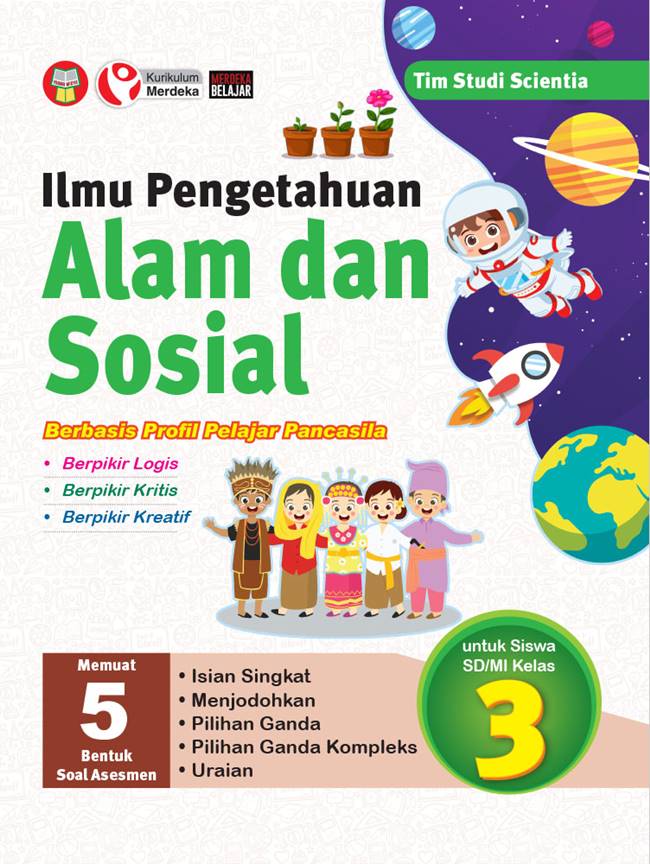 Kurikulum
Merdeka
MERDEKA
BELAJAR
Tim Studi Scientia
Ilmu Pengetahuan
Alam dan
Sosial
Berbasis Profil Pelajar Pancasila
• Berpikir Logis
• Berpikir Kritis
• Berpikir Kreatif
Memuat
5
Bentuk
Soal Asesmen
• Isian Singkat
• Menjodohkan
• Pilihan Ganda
• Pilihan Ganda Kompleks
• Uraian
untuk Siswa
SD/MI Kelas
3